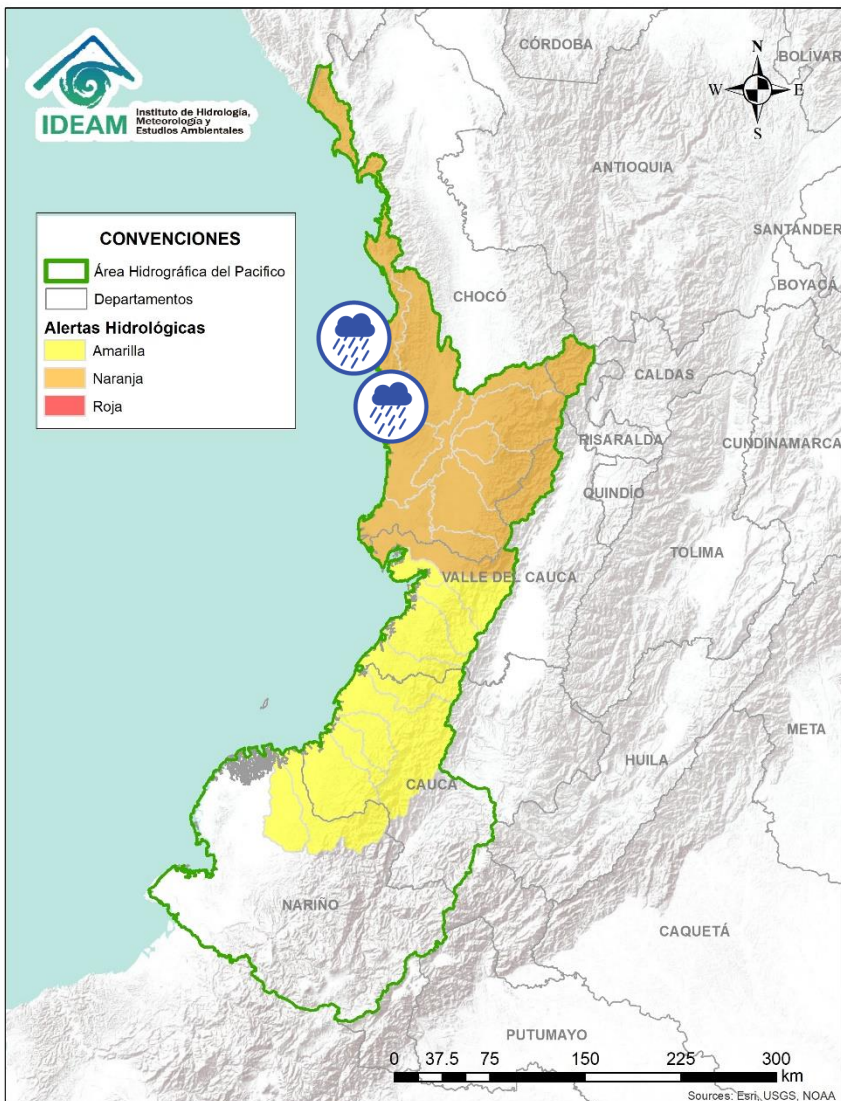 IDEAM
Instituto de Hidrología,
Meteorología y
Estudios Ambientales
CÓRDOBA
BOLÍVAR
N
W
E
S
ANTIOQUIA
SANTANDER
BOYACÁ
CONVENCIONES
Área Hidrográfica del Pacifico
Departamentos
Alertas Hidrológicas
Amarilla
Naranja
Roja
CHOCÓ
CALDAS
RISARALDA
CUNDINAMARCA
QUINDÍO
TOLIMA
VALLE DEL CAUCA
META
HUILA
CAUCA
NARIÑO
CAQUETÁ
PUTUMAYO
0 37.5 75 150 225 300
km
Sources: Esri, USGS, NOAA